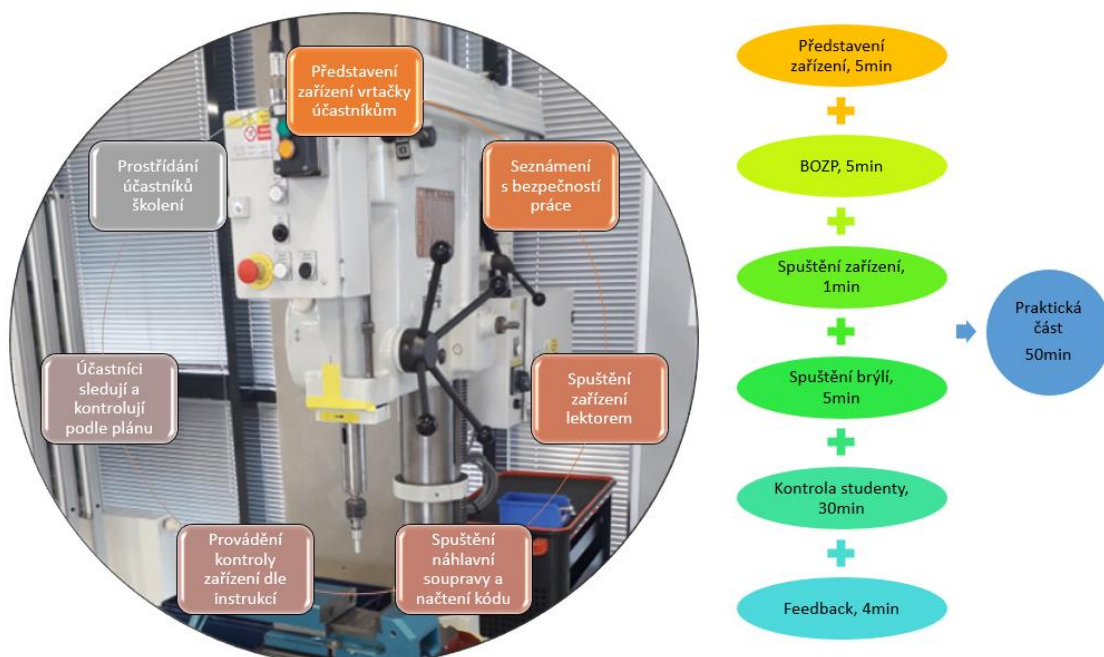 Představení
zařízení vrtačky
účastníkům
Seznámení
s bezpečností
práce
Spuštění
zařízení
lektorem
Spuštění
náhlavní
soupravy a
načtení kódu
Provádění
kontroly
zařízení dle
instrukcí
Účastníci
sledují a
kontrolují
podle plánu
Prostřídání
účastníků
školení
Představení
zařízení, 5min
BOZP, 5min
Spuštění zařízení,
1min
Spuštění brýlí,
5min
Kontrola studenty,
30min
Feedback, 4min
Praktická
část
50min